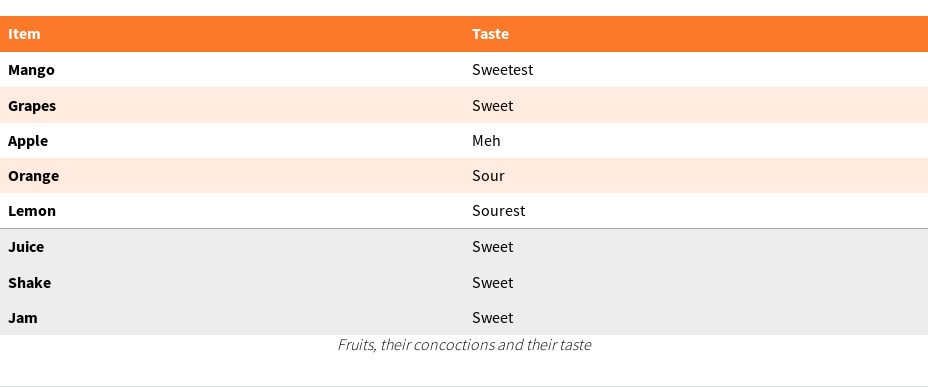 Item Taste
Mango Sweetest
Grapes Sweet
Apple Meh
Orange Sour
Lemon Sourest
Juice Sweet
Shake Sweet
Jam Sweet
Fruits, their concoctions and their taste